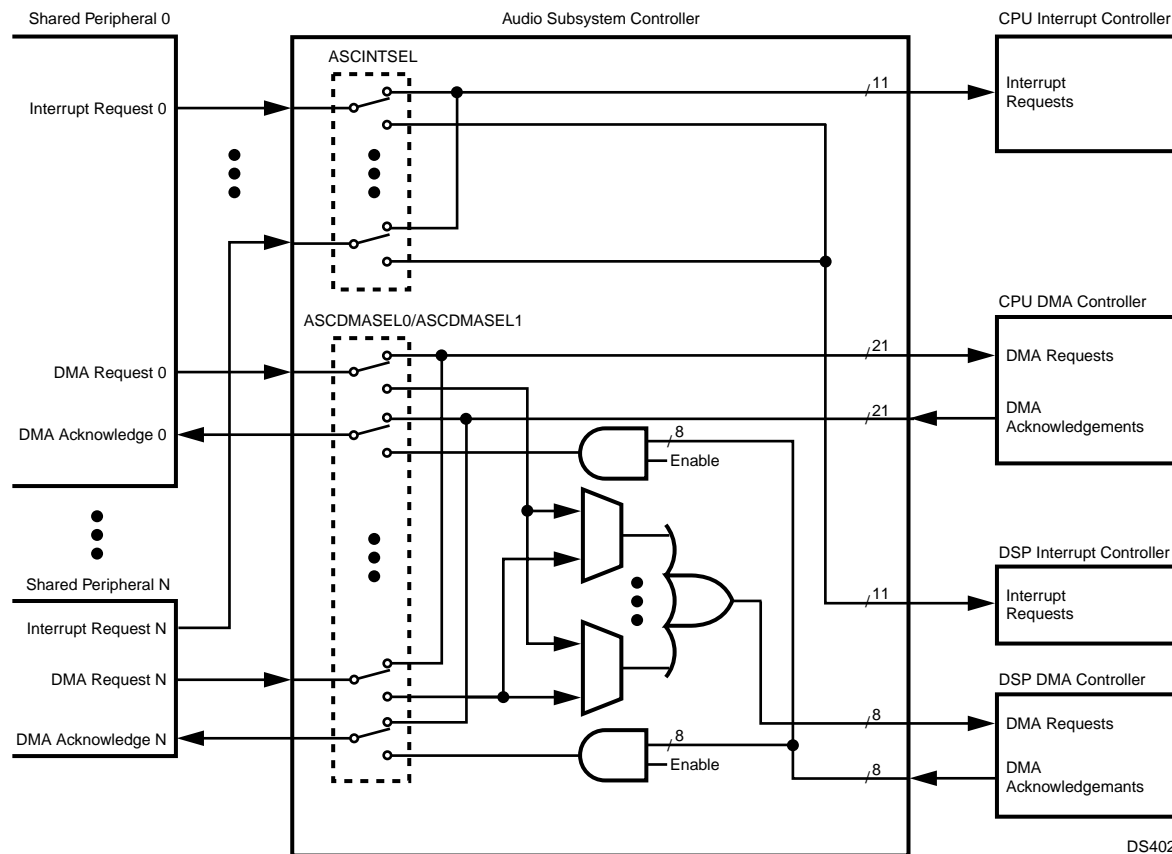 Shared Peripheral 0
Audio Subsystem Controller
CPU Interrupt Controller
ASCINTSEL
Interrupt Request 0
11
Interrupt
Requests
ASCDMASEL0/ASCDMASEL1
CPU DMA Controller
DMA Request 0
21
DMA Requests
DMA Acknowledge 0
21
DMA
Acknowledgements
8
Enable
Shared Peripheral N
DSP Interrupt Controller
Interrupt Request N
11
Interrupt
Requests
DMA Request N
DSP DMA Controller
DMA Acknowledge N
8
DMA Requests
8
Enable
8
DMA
Acknowledgemants
DS402